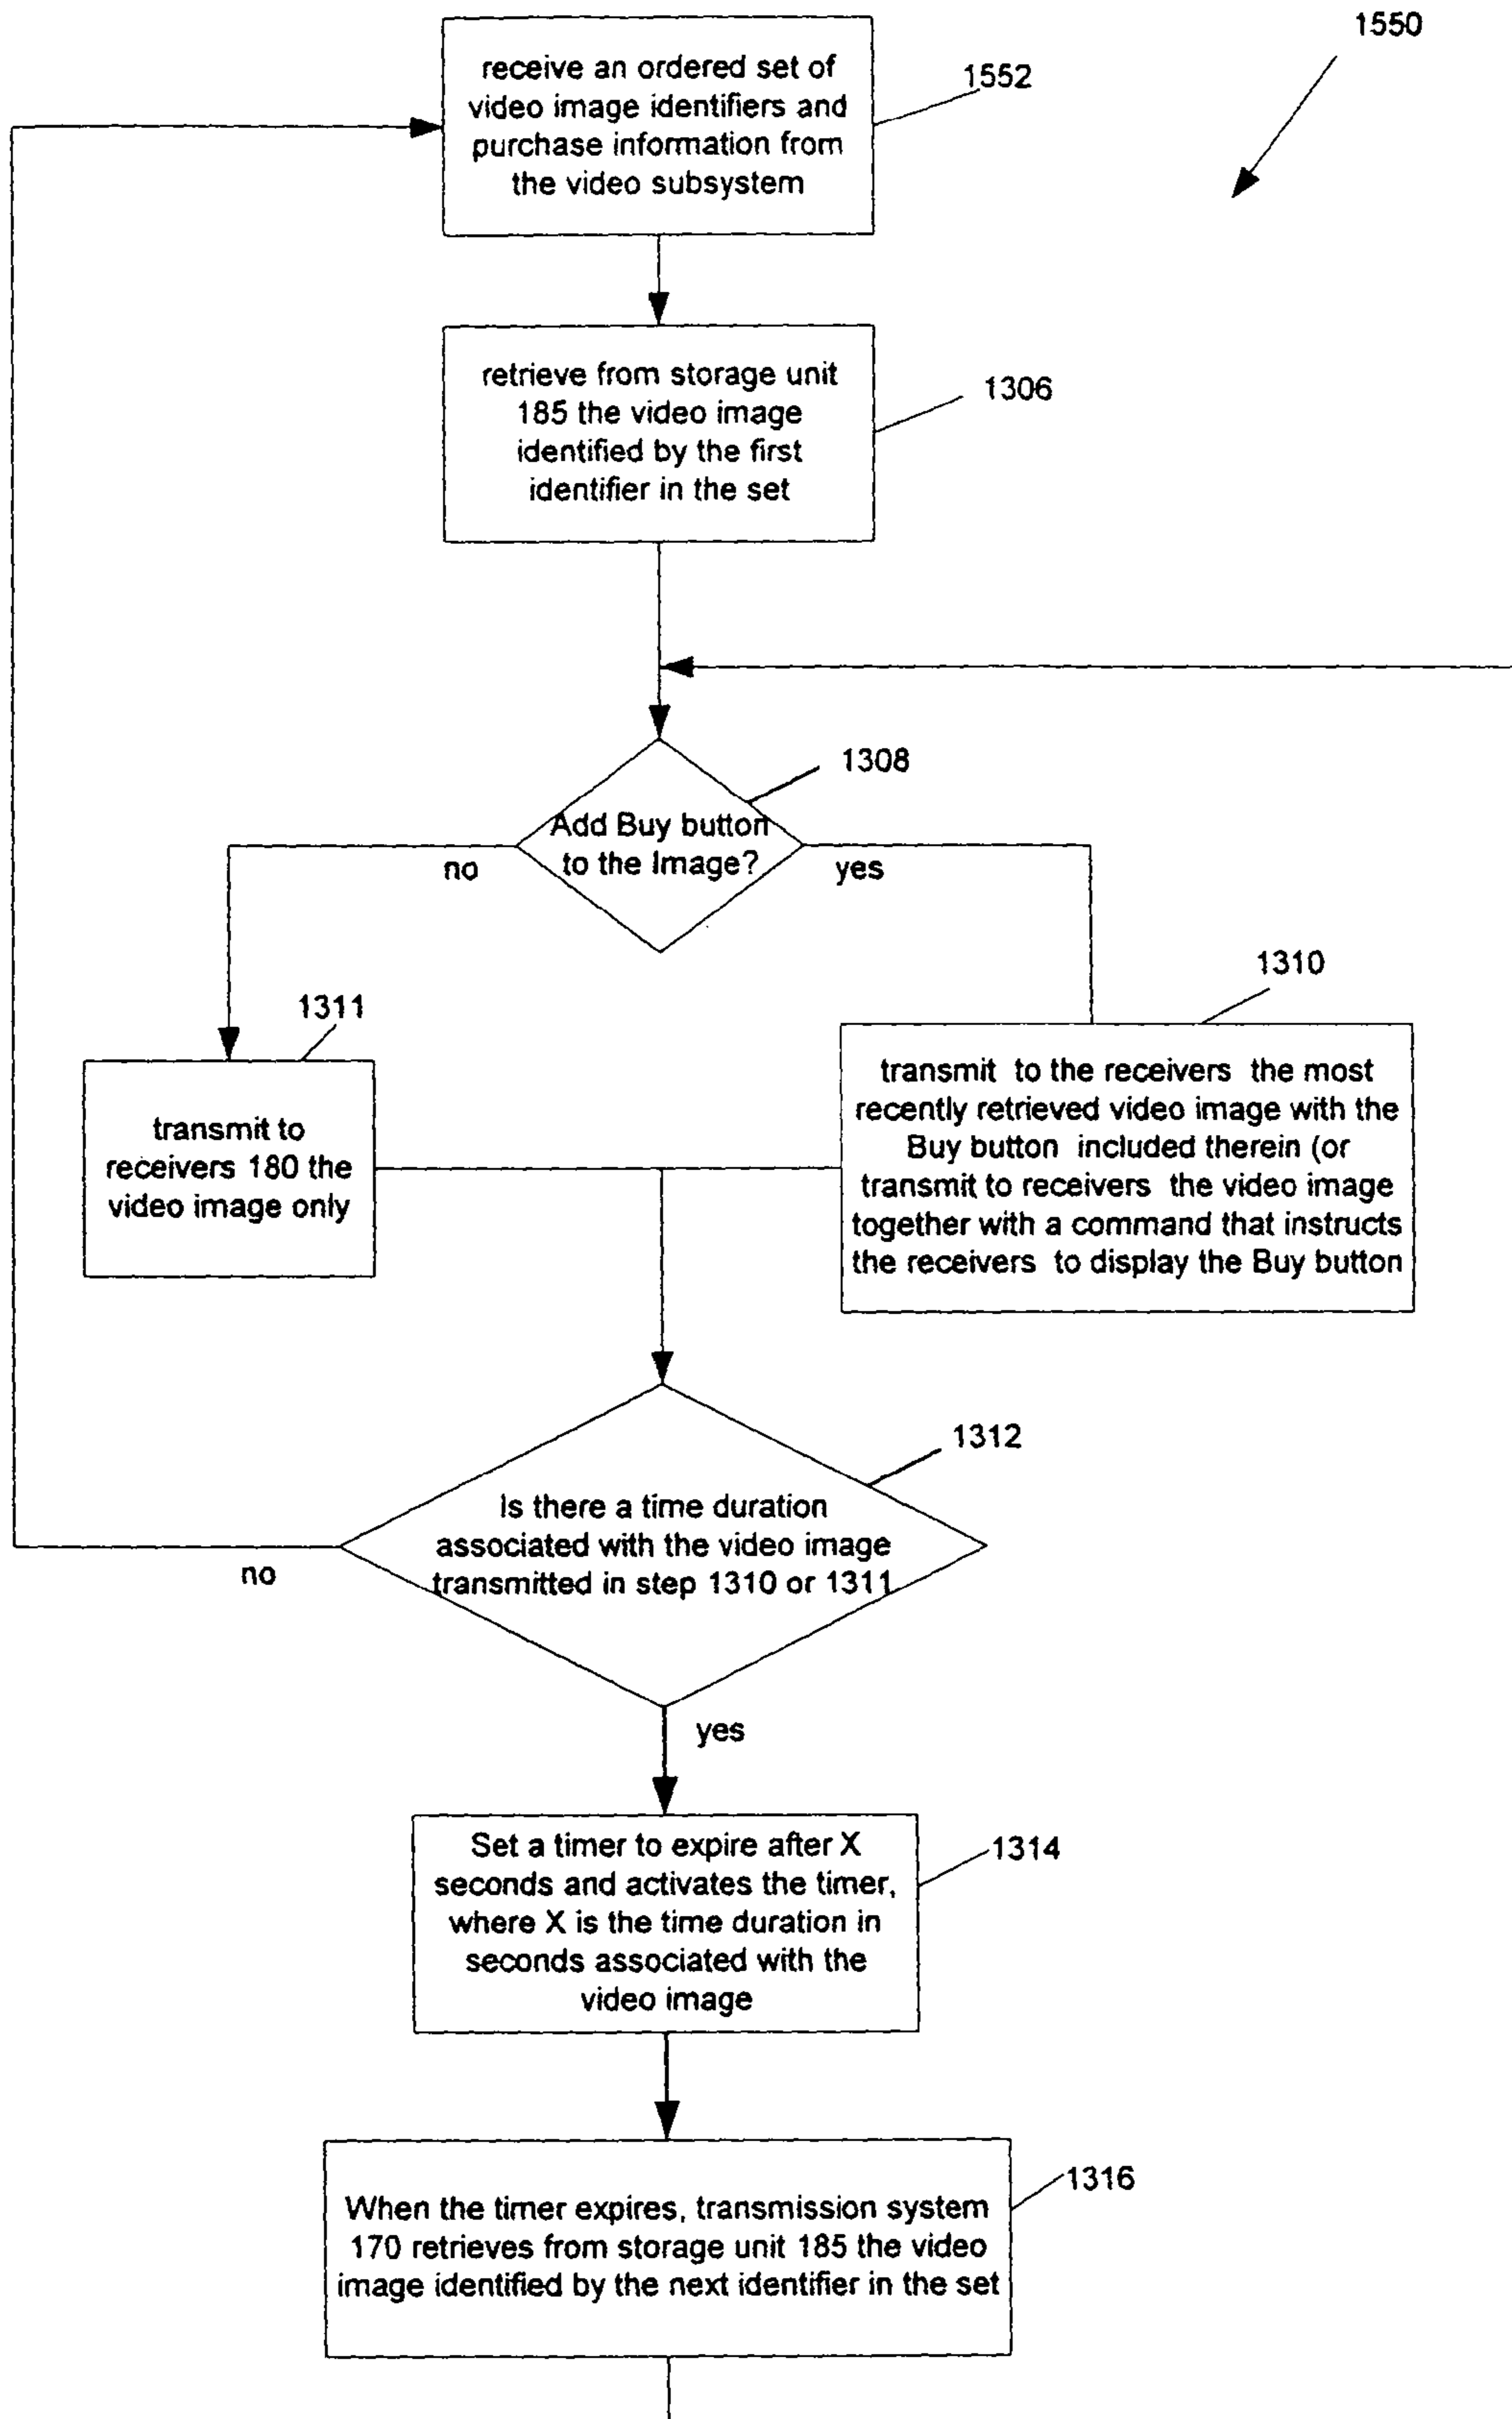 1550
receive an ordered set of
video image identifiers and
purchase information from
the video subsystem
1552
retrieve from storage unit
185 the video image
identified by the first
identifier in the set
1306
1308
Add Buy button
to the Image?
no
yes
1310
1311
transmit to
receivers 180 the
video image only
transmit to the receivers the most
recently retrieved video image with the
Buy button included therein (or
transmit to receivers the video image
together with a command that instructs
the receivers to display the Buy button
1312
Is there a time duration
associated with the video image
transmitted in step 1310 or 1311
no
yes
Set a timer to expire after X
seconds and activates the timer,
where X is the time duration in
seconds associated with the
video image
1314
1316
When the timer expires, transmission system
170 retrieves from storage unit 185 the video
image identified by the next identifier in the set